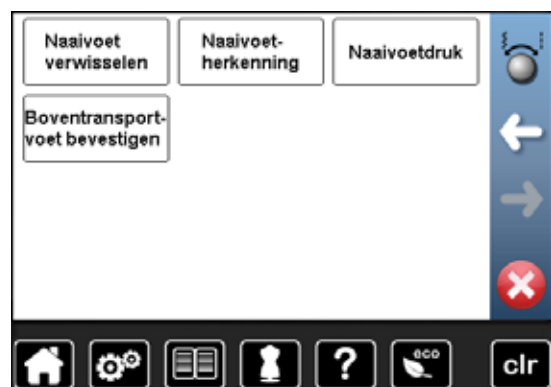 Naaivoet
verwisselen
Naaivoet-
herkenning
Naaivoetdruk
Boventransport-
voet bevestigen
?
eco
clr